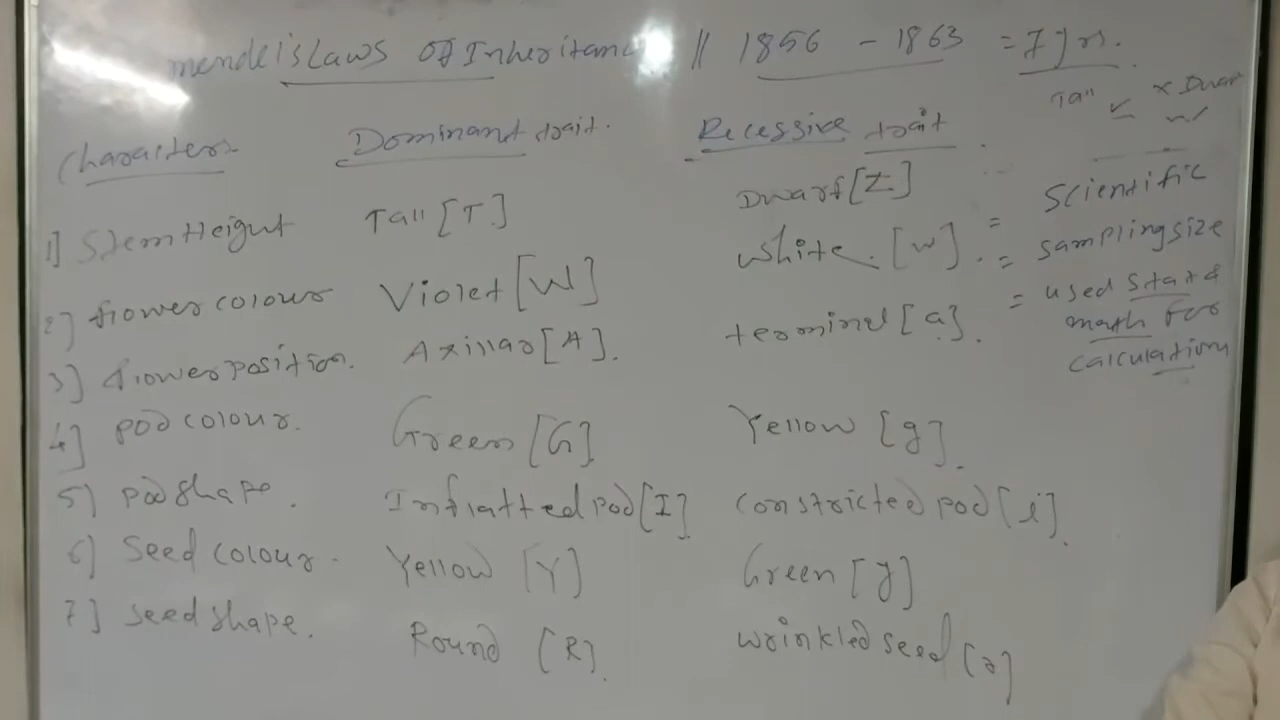 mendel's Laws Of Inheritanc // 1856 - 1863 = 7 yrs.
Tall x Dwar
Characters Dominant trait. Recessive trait
1] Stem Height Tall [T] Dwarf [t]
2] flower colour Violet [W] White. [w].
3] flower position. Axillar [A]. terminal [a].
4] pod colour. Green [G] Yellow [g].
5] pod shape. Inflatted pod [I] constricted pod [i].
6] Seed colour. Yellow [Y] Green [y]
7] seed shape. Round [R]. wrinkled seed [r]
= Scientific
= sampling size
= used stat &
math for
calculation